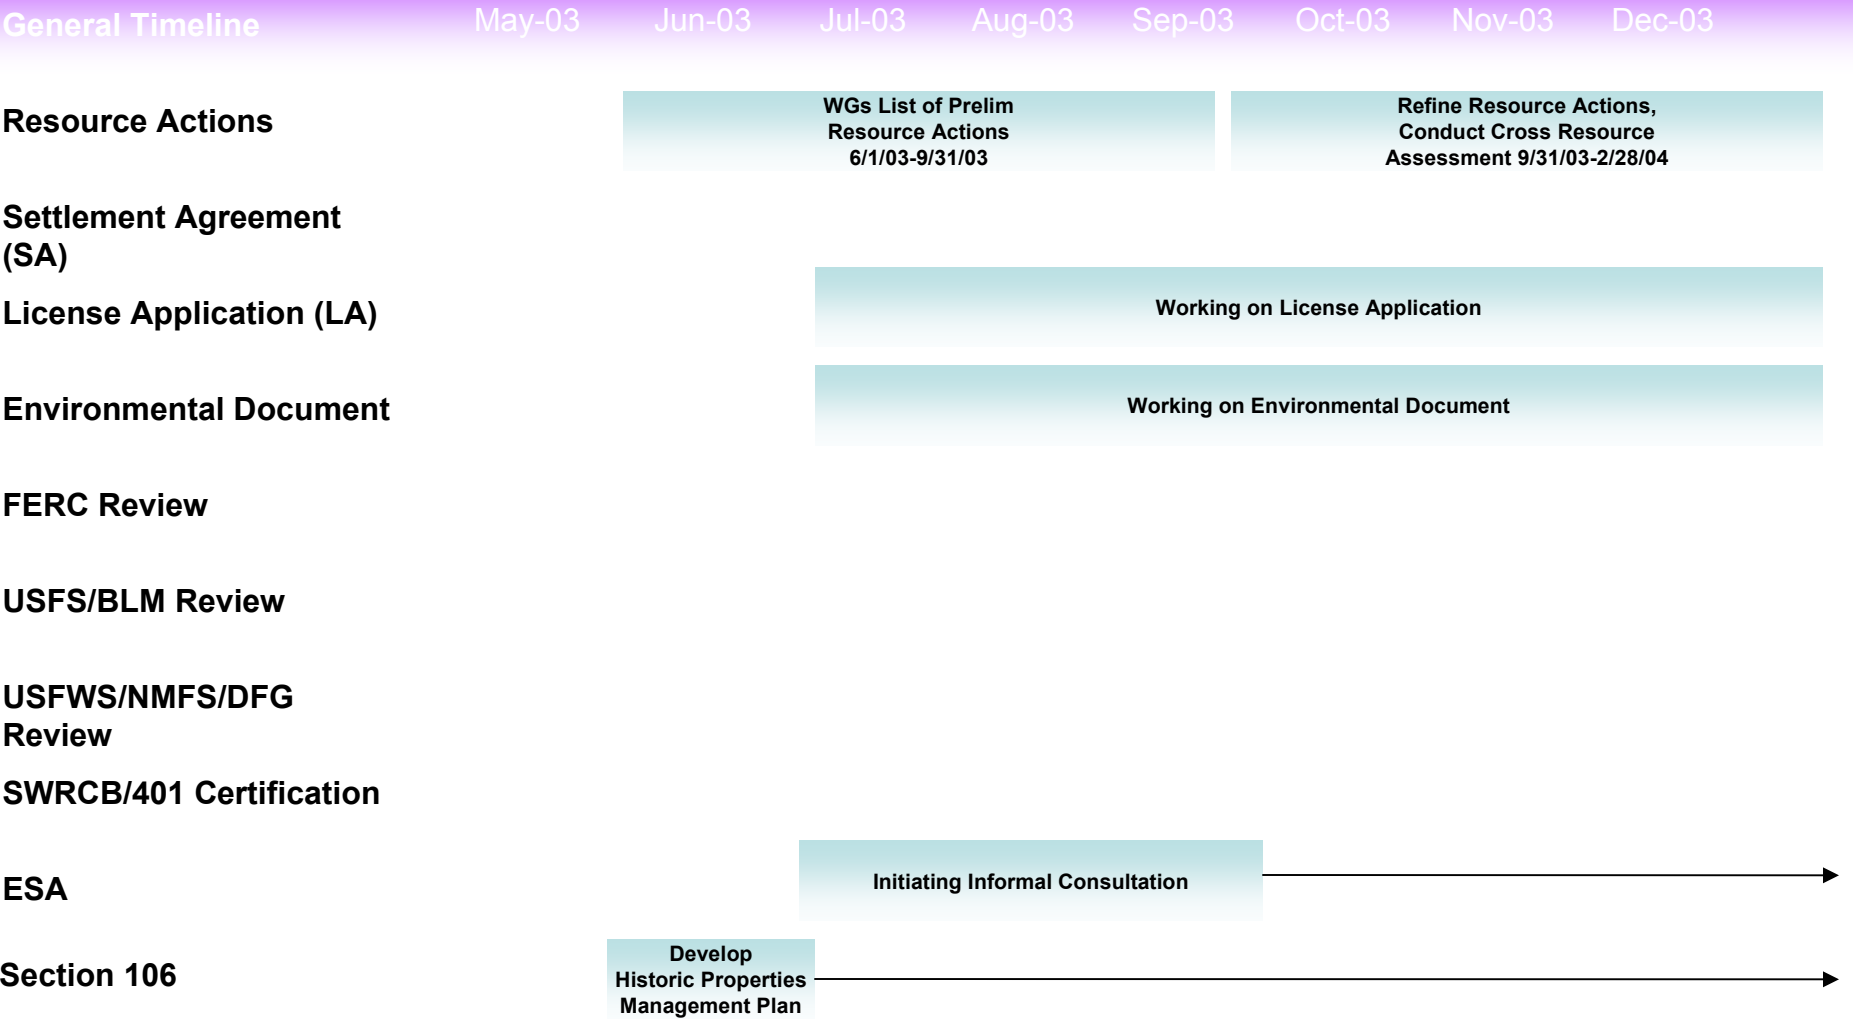 General Timeline May-03 Jun-03 Jul-03 Aug-03 Sep-03 Oct-03 Nov-03 Dec-03
Resource Actions
WGs List of Prelim
Resource Actions
6/1/03-9/31/03
Refine Resource Actions,
Conduct Cross Resource
Assessment 9/31/03-2/28/04
Settlement Agreement
(SA)
License Application (LA)
Working on License Application
Environmental Document
Working on Environmental Document
FERC Review
USFS/BLM Review
USFWS/NMFS/DFG
Review
SWRCB/401 Certification
ESA
Initiating Informal Consultation
Section 106
Develop
Historic Properties
Management Plan